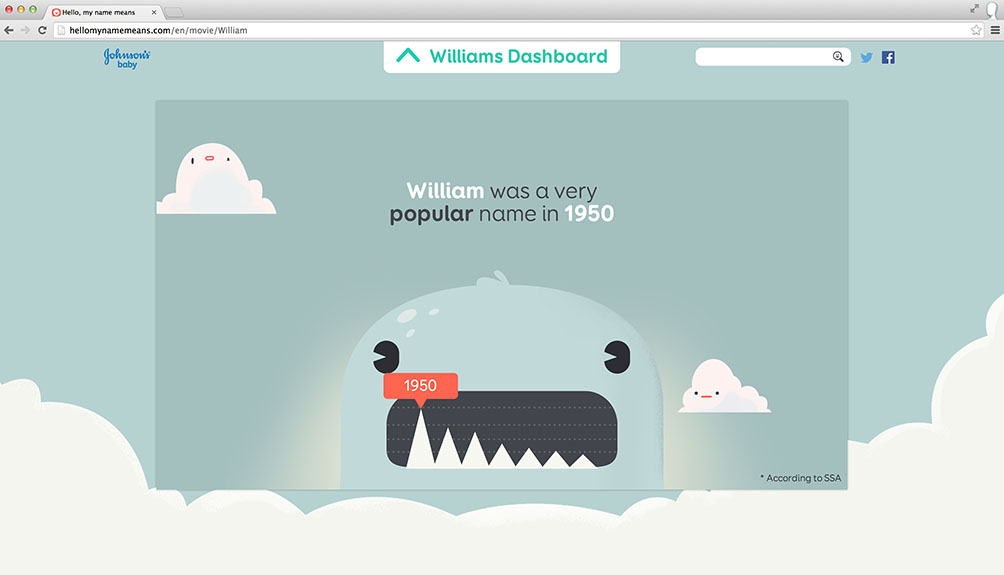 Hello, my name means
hellomynamemeans.com/en/movie/William
Johnson's
baby
Williams Dashboard
William was a very
popular name in 1950
1950
* According to SSA